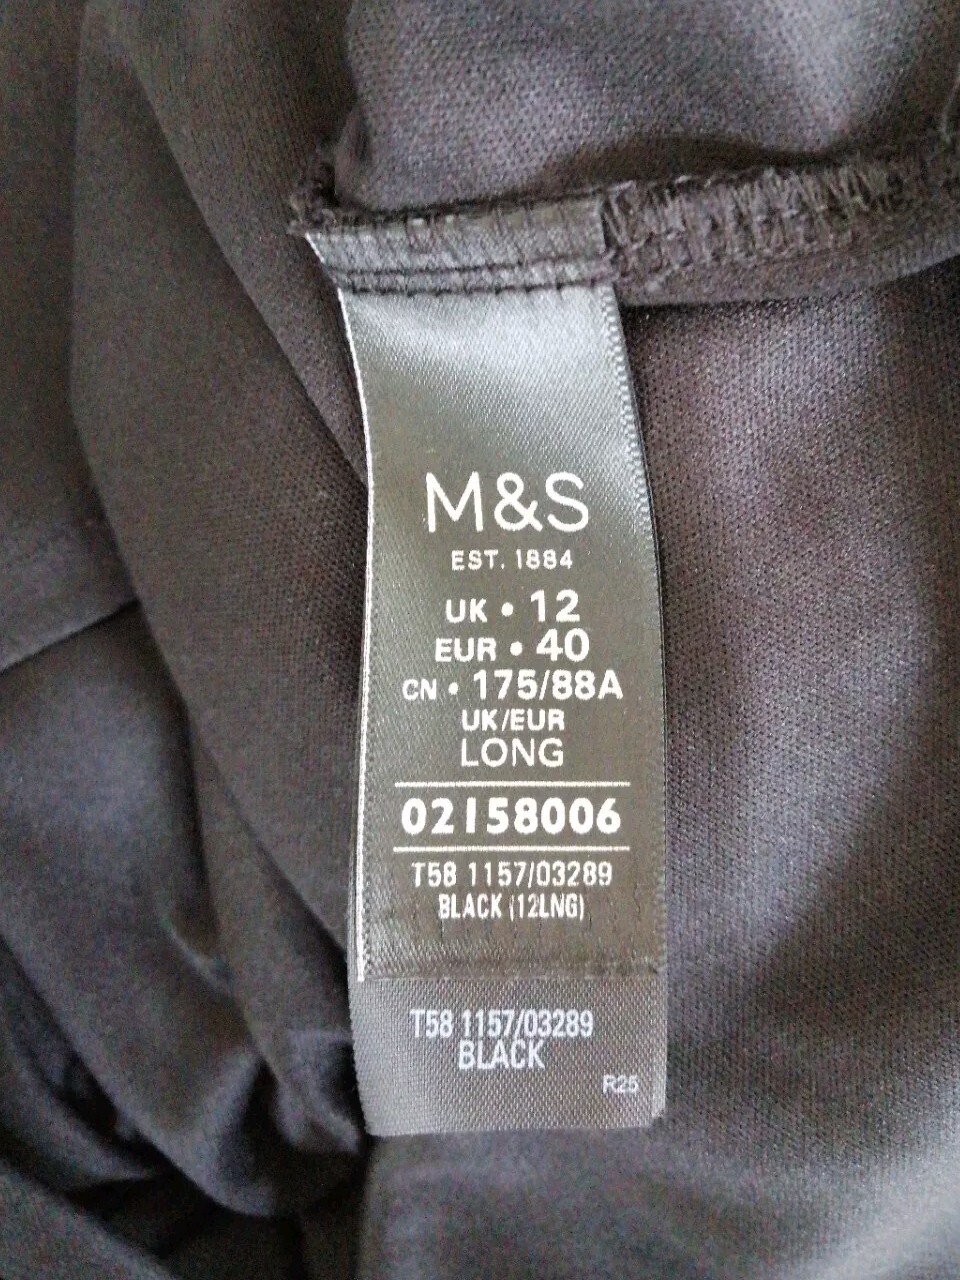 M&S
EST. 1884
UK • 12
EUR • 40
CN • 175/88A
UK/EUR
LONG
02158006
T58 1157/03289
BLACK (12LNG)
T58 1157/03289
BLACK
R25